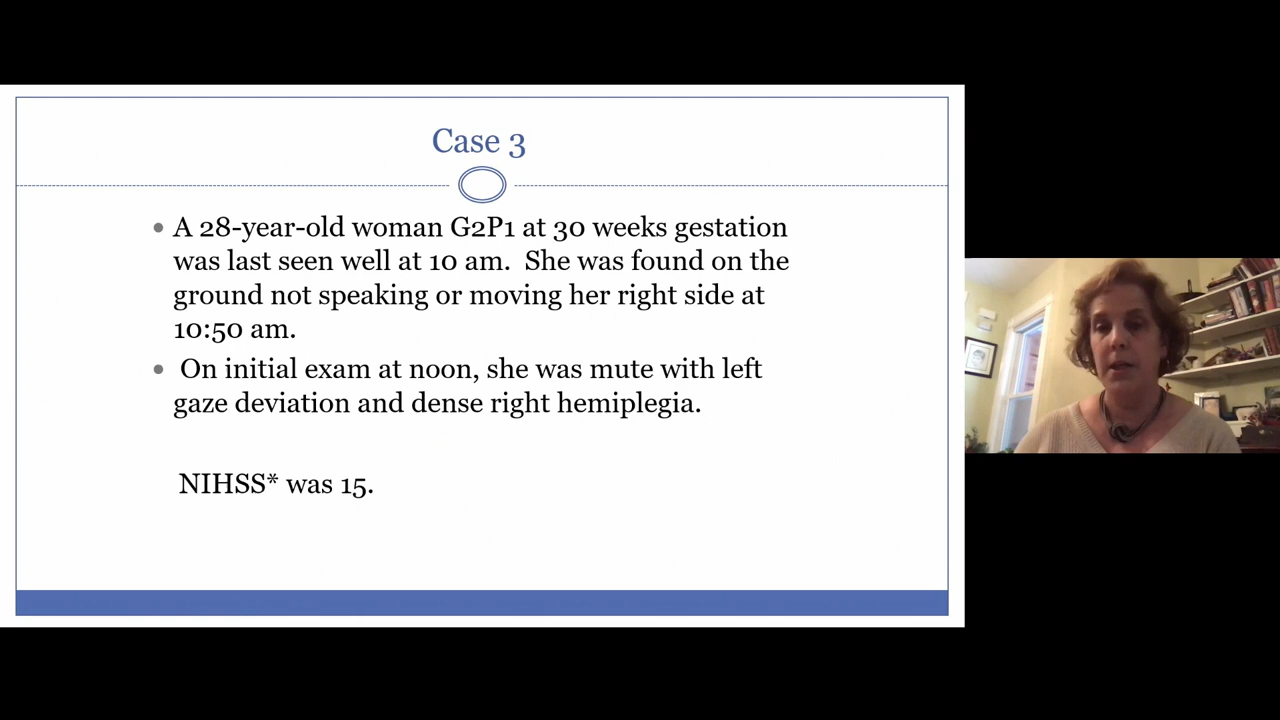 Case 3
• A 28-year-old woman G2P1 at 30 weeks gestation
was last seen well at 10 am.  She was found on the
ground not speaking or moving her right side at
10:50 am.
• On initial exam at noon, she was mute with left
gaze deviation and dense right hemiplegia.
NIHSS* was 15.